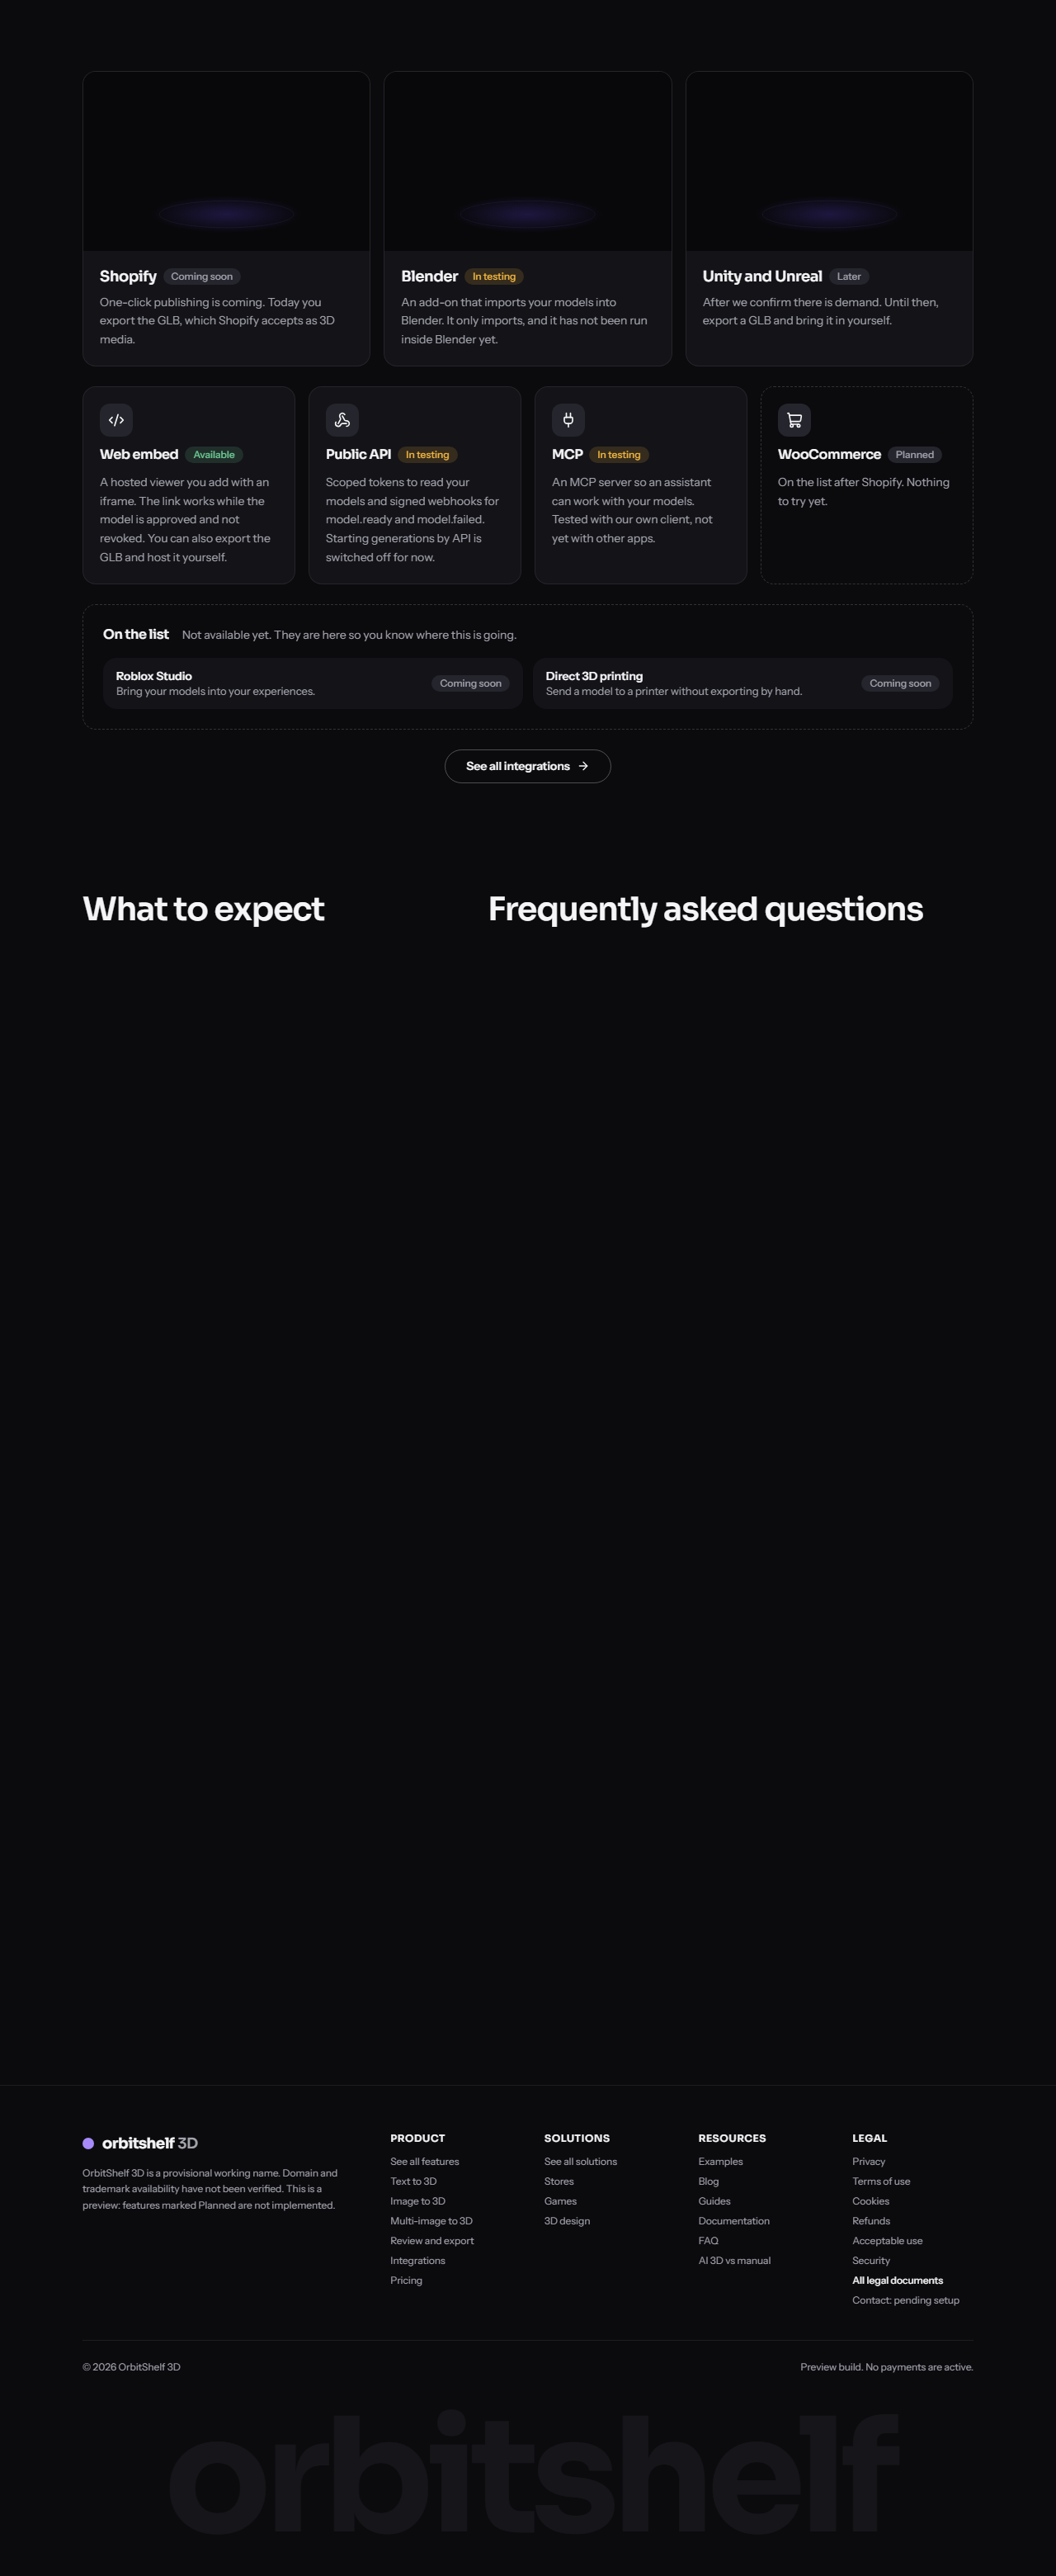 Shopify Coming soon
One-click publishing is coming. Today you
export the GLB, which Shopify accepts as 3D
media.
Blender In testing
An add-on that imports your models into
Blender. It only imports, and it has not been run
inside Blender yet.
Unity and Unreal Later
After we confirm there is demand. Until then,
export a GLB and bring it in yourself.
Web embed Available
A hosted viewer you add with an
iframe. The link works while the
model is approved and not
revoked. You can also export the
GLB and host it yourself.
Public API In testing
Scoped tokens to read your
models and signed webhooks for
model.ready and model.failed.
Starting generations by API is
switched off for now.
MCP In testing
An MCP server so an assistant
can work with your models.
Tested with our own client, not
yet with other apps.
WooCommerce Planned
On the list after Shopify. Nothing
to try yet.
On the list Not available yet. They are here so you know where this is going.
Roblox Studio
Bring your models into your experiences.
Coming soon
Direct 3D printing
Send a model to a printer without exporting by hand.
Coming soon
See all integrations
What to expect
Frequently asked questions
orbitshelf 3D
OrbitShelf 3D is a provisional working name. Domain and
trademark availability have not been verified. This is a
preview: features marked Planned are not implemented.
PRODUCT
See all features
Text to 3D
Image to 3D
Multi-image to 3D
Review and export
Integrations
Pricing
SOLUTIONS
See all solutions
Stores
Games
3D design
RESOURCES
Examples
Blog
Guides
Documentation
FAQ
AI 3D vs manual
LEGAL
Privacy
Terms of use
Cookies
Refunds
Acceptable use
Security
All legal documents
Contact: pending setup
© 2026 OrbitShelf 3D
Preview build. No payments are active.
orbitshelf